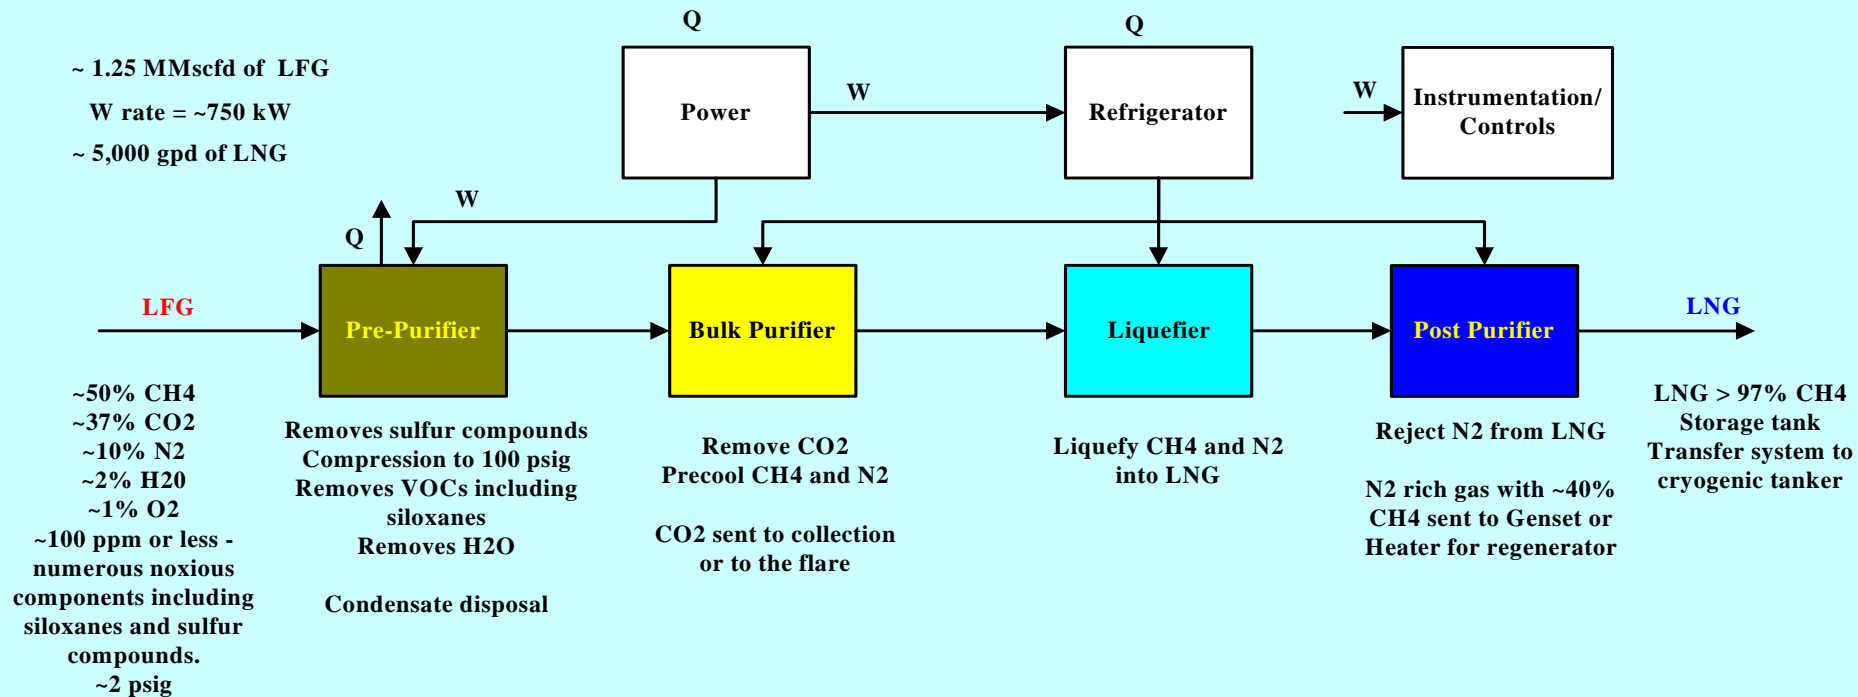 Q
Q
~ 1.25 MMscfd of LFG
W rate = ~750 kW
~ 5,000 gpd of LNG
Power
W
Refrigerator
W
Instrumentation/
Controls
W
Q
LFG
Pre-Purifier
Bulk Purifier
Liquefier
Post Purifier
LNG
~50% CH4
~37% CO2
~10% N2
~2% H20
~1% O2
~100 ppm or less -
numerous noxious
components including
siloxanes and sulfur
compounds.
~2 psig
Removes sulfur compounds
Compression to 100 psig
Removes VOCs including
siloxanes
Removes H2O
Condensate disposal
Remove CO2
Precool CH4 and N2
CO2 sent to collection
or to the flare
Liquefy CH4 and N2
into LNG
Reject N2 from LNG
N2 rich gas with ~40%
CH4 sent to Genset or
Heater for regenerator
LNG > 97% CH4
Storage tank
Transfer system to
cryogenic tanker